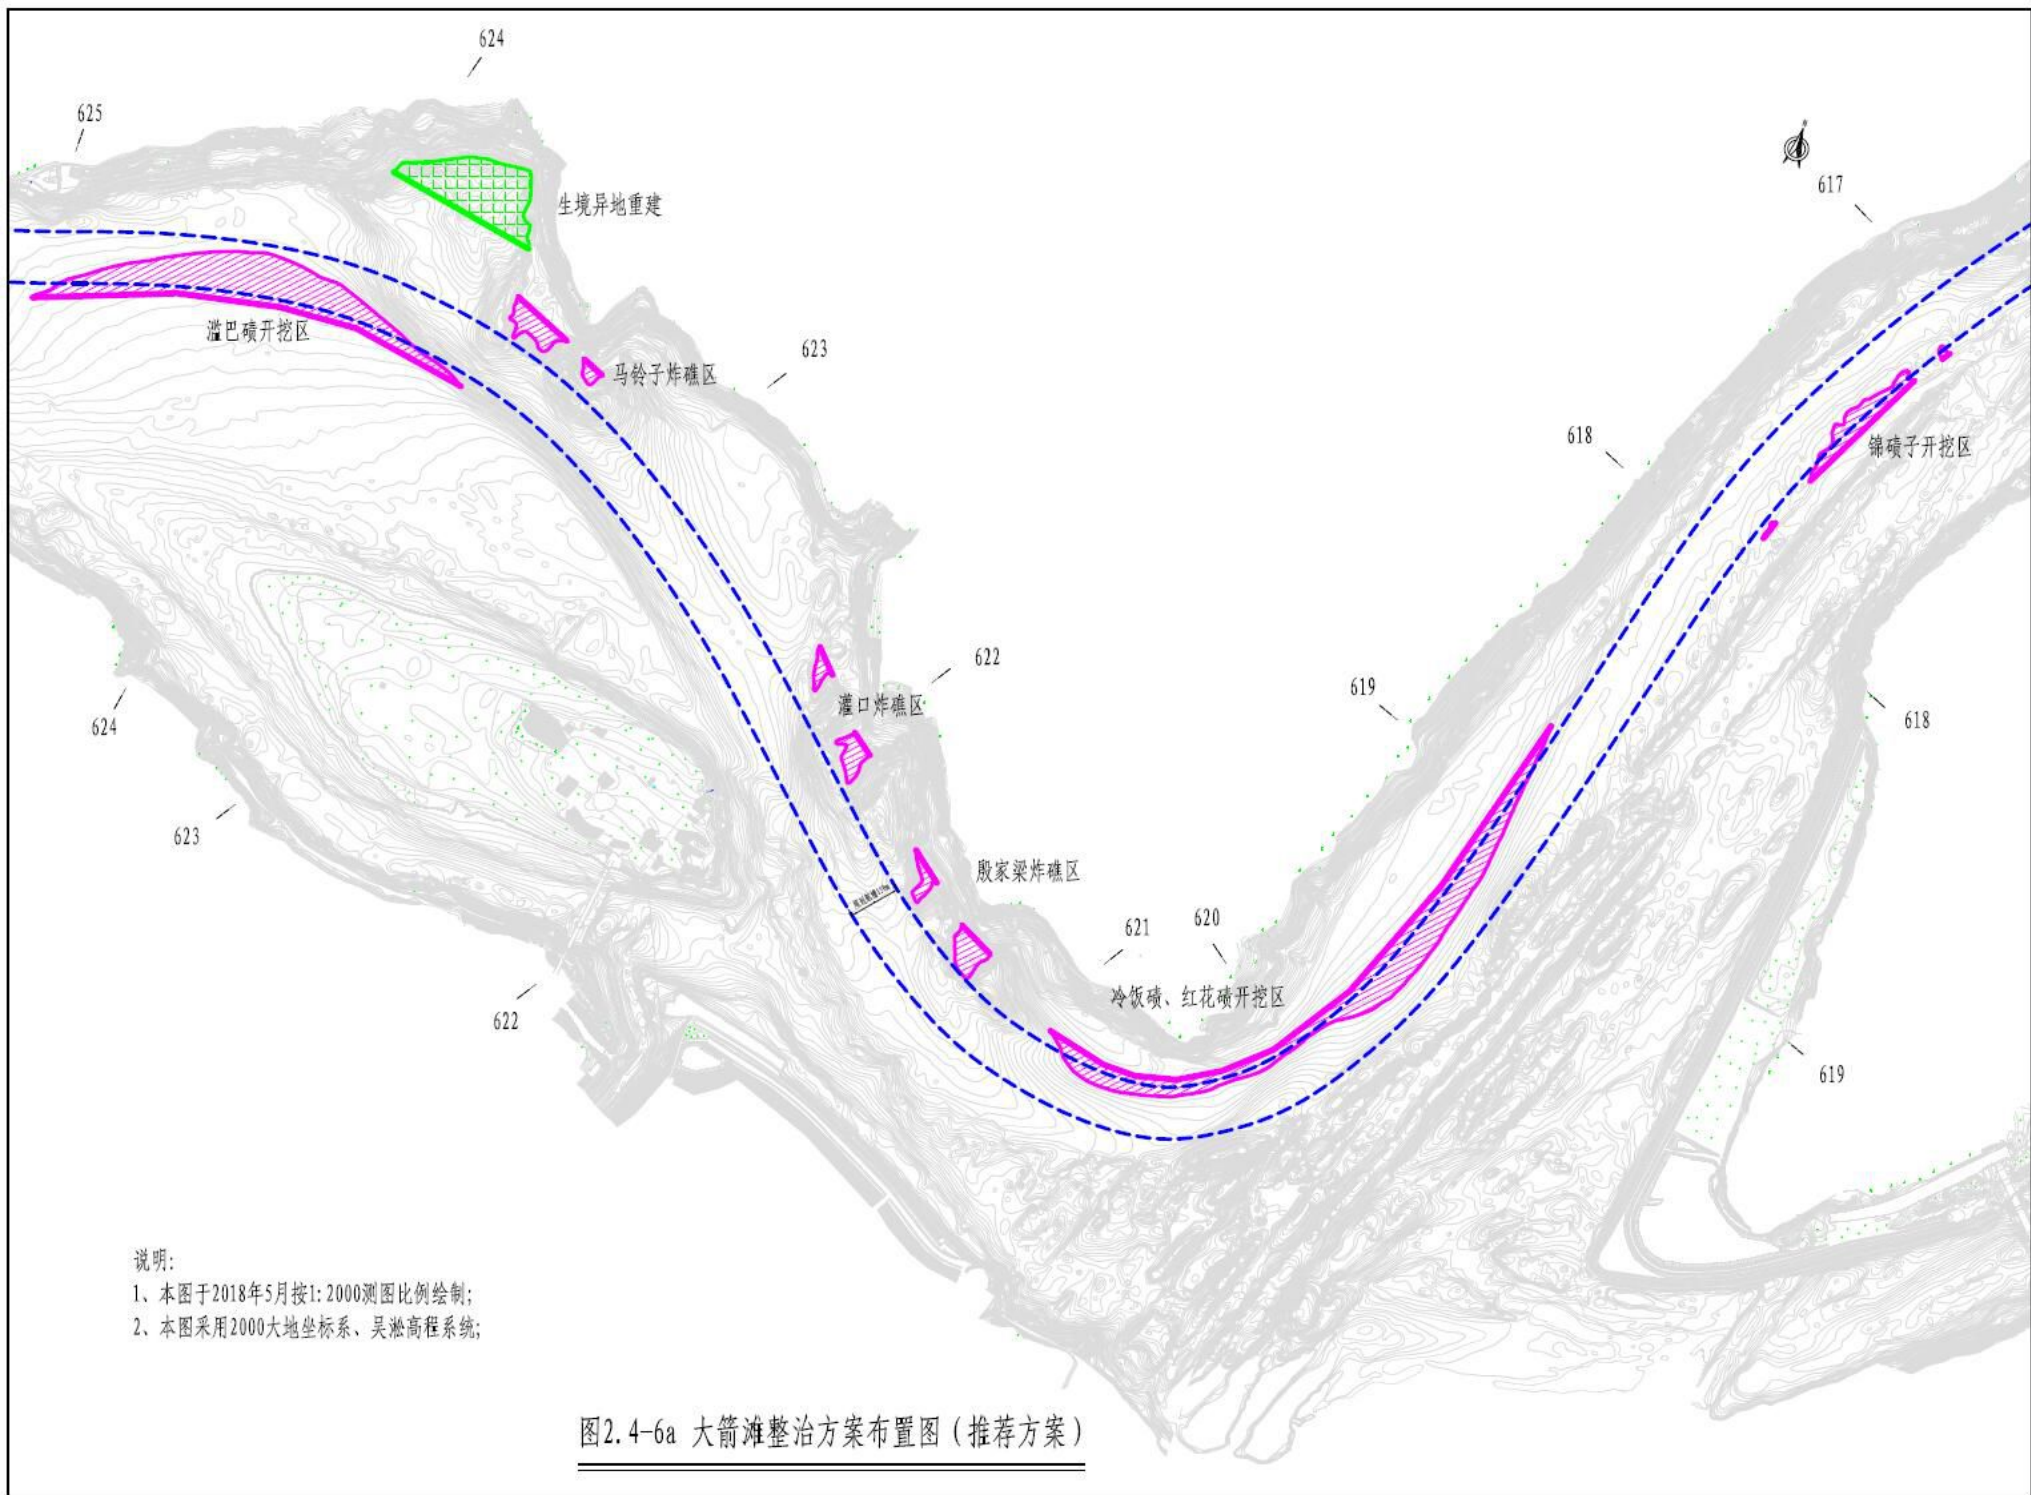 624
625
617
生境异地重建
滥巴碛开挖区
马铃子炸礁区
623
618
锦碛子开挖区
622
灌口炸礁区
619
624
618
623
殷家梁炸礁区
621
620
冷饭碛、红花碛开挖区
622
619
说明:
1、本图于2018年5月按1:2000测图比例绘制;
2、本图采用2000大地坐标系、吴淞高程系统;
图2.4-6a 大箭滩整治方案布置图（推荐方案）